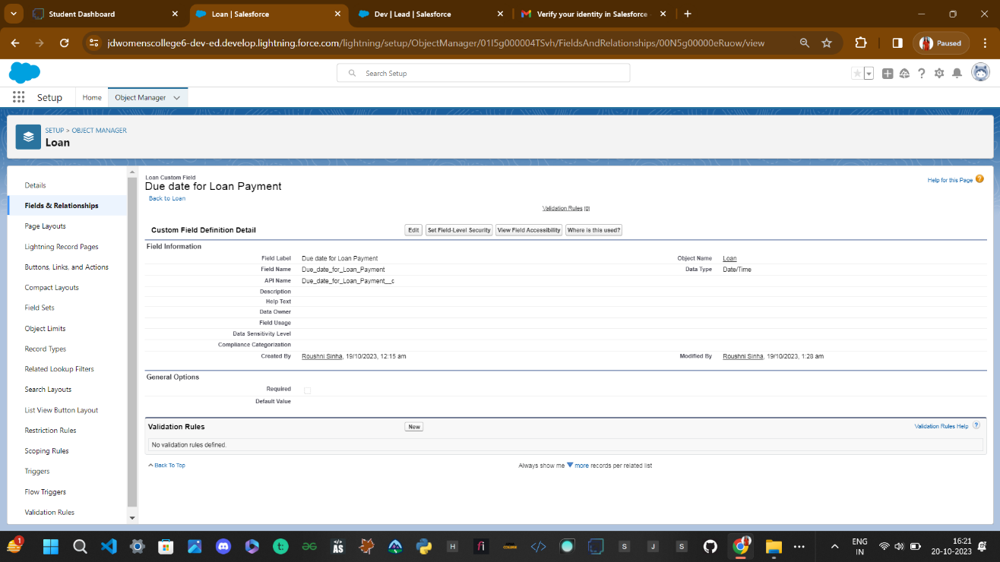 Student Dashboard
Loan | Salesforce
Dev | Lead | Salesforce
Verify your identity in Salesforce -
jdwomenscollege6-dev-ed.develop.lightning.force.com/lightning/setup/ObjectManager/01I5g000004TSvh/FieldsAndRelationships/00N5g00000eRuow/view
Paused
Search Setup
Setup
Home
Object Manager
SETUP > OBJECT MANAGER
Loan
Details
Fields & Relationships
Page Layouts
Lightning Record Pages
Buttons, Links, and Actions
Compact Layouts
Field Sets
Object Limits
Record Types
Related Lookup Filters
Search Layouts
List View Button Layout
Restriction Rules
Scoping Rules
Triggers
Flow Triggers
Validation Rules
Loan Custom Field
Due date for Loan Payment
Back to Loan
Help for this Page
Validation Rules [0]
Custom Field Definition Detail
Edit
Set Field-Level Security
View Field Accessibility
Where is this used?
Field Information
Field Label Due date for Loan Payment Object Name Loan
Field Name Due_date_for_Loan_Payment Data Type Date/Time
API Name Due_date_for_Loan_Payment__c
Description
Help Text
Data Owner
Field Usage
Data Sensitivity Level
Compliance Categorization
Created By Roushni Sinha, 19/10/2023, 12:15 am Modified By Roushni Sinha, 19/10/2023, 1:28 am
General Options
Required
Default Value
Validation Rules
New
Validation Rules Help ?
No validation rules defined.
Back To Top
Always show me more records per related list
1
AS
H
fi
S
J
S
ENG
IN
16:21
20-10-2023